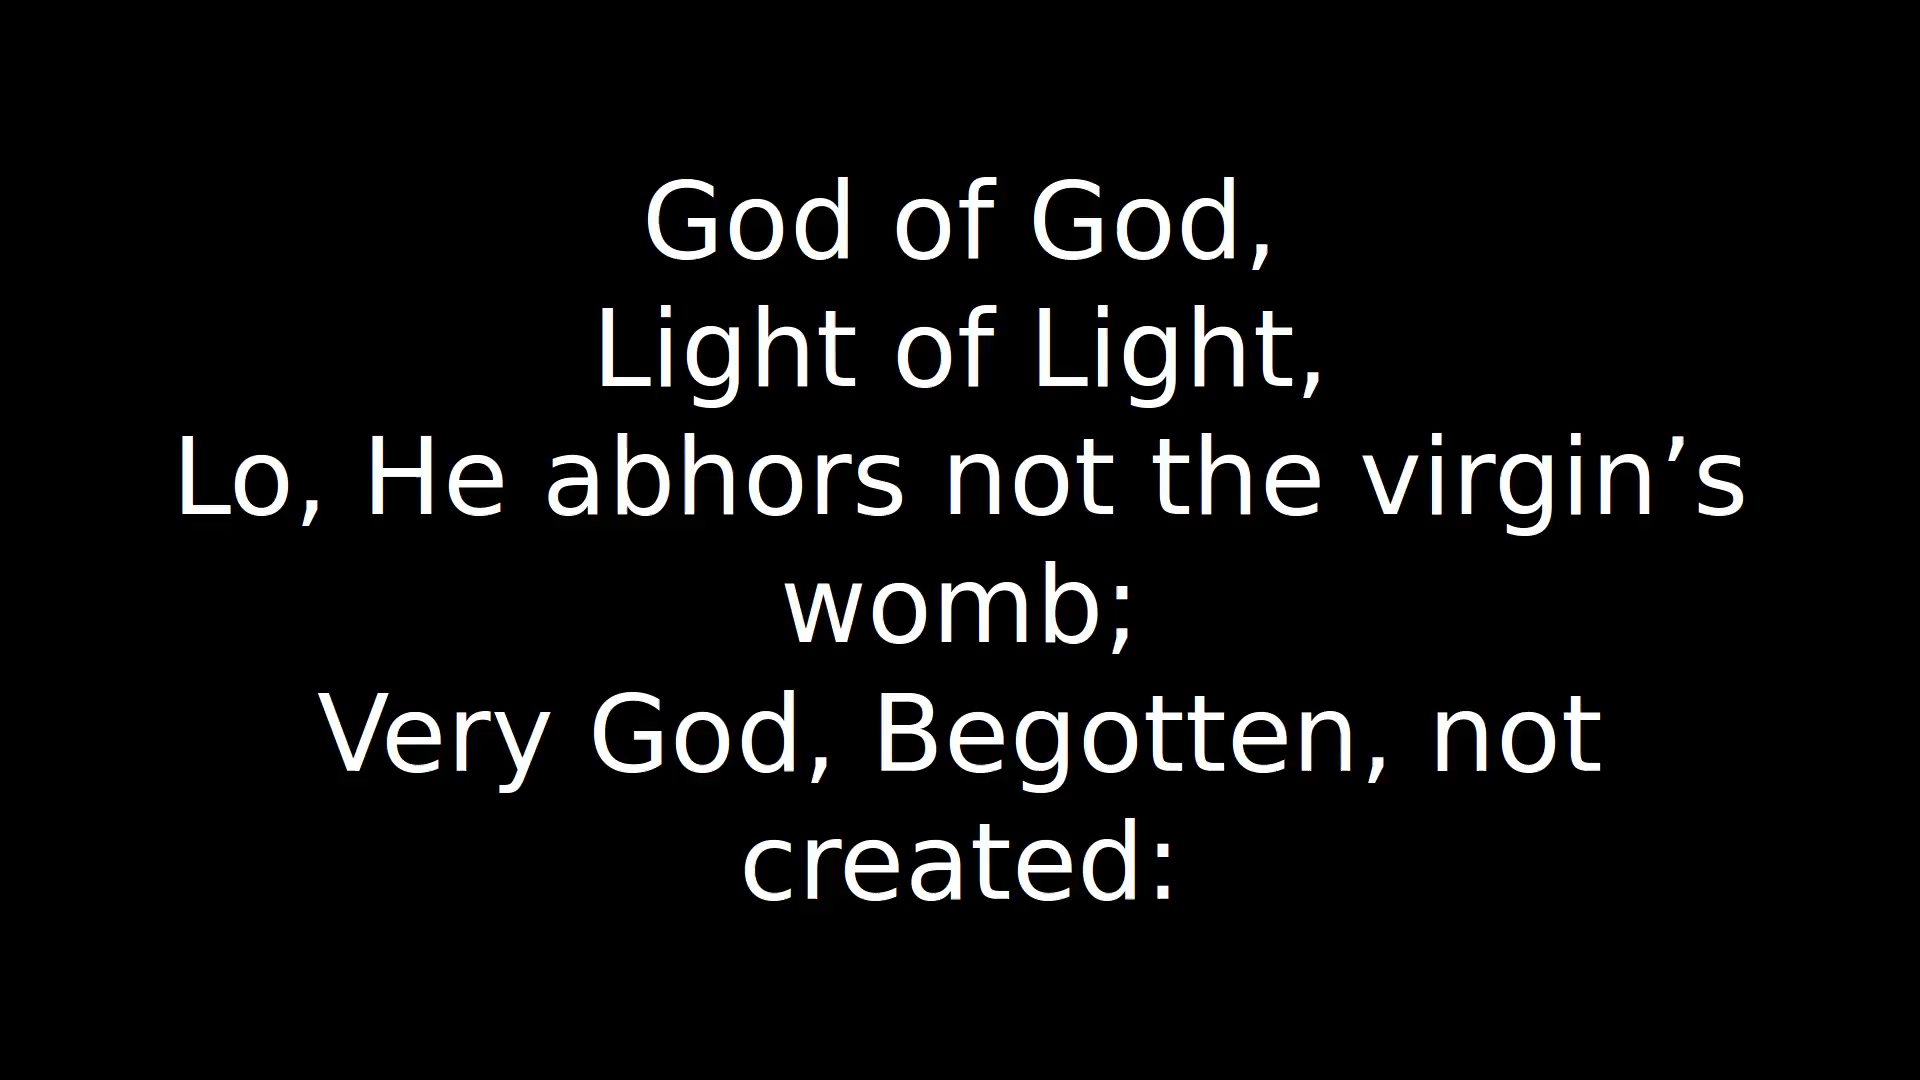 God of God,
Light of Light,
Lo, He abhors not the virgin’s
womb;
Very God, Begotten, not
created: